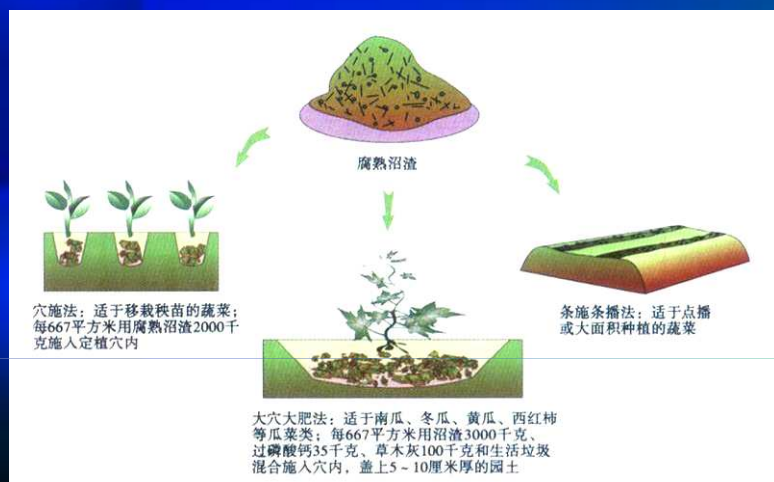 腐熟沼渣
穴施法：适于移栽秧苗的蔬菜；
每667平方米用腐熟沼渣2000千
克施入定植穴内
条施条播法：适于点播
或大面积种植的蔬菜
大穴大肥法：适于南瓜、冬瓜、黄瓜、西红柿
等瓜菜类；每667平方米用沼渣3000千克、
过磷酸钙35千克、草木灰100千克和生活垃圾
混合施入穴内，盖上5～10厘米厚的园土